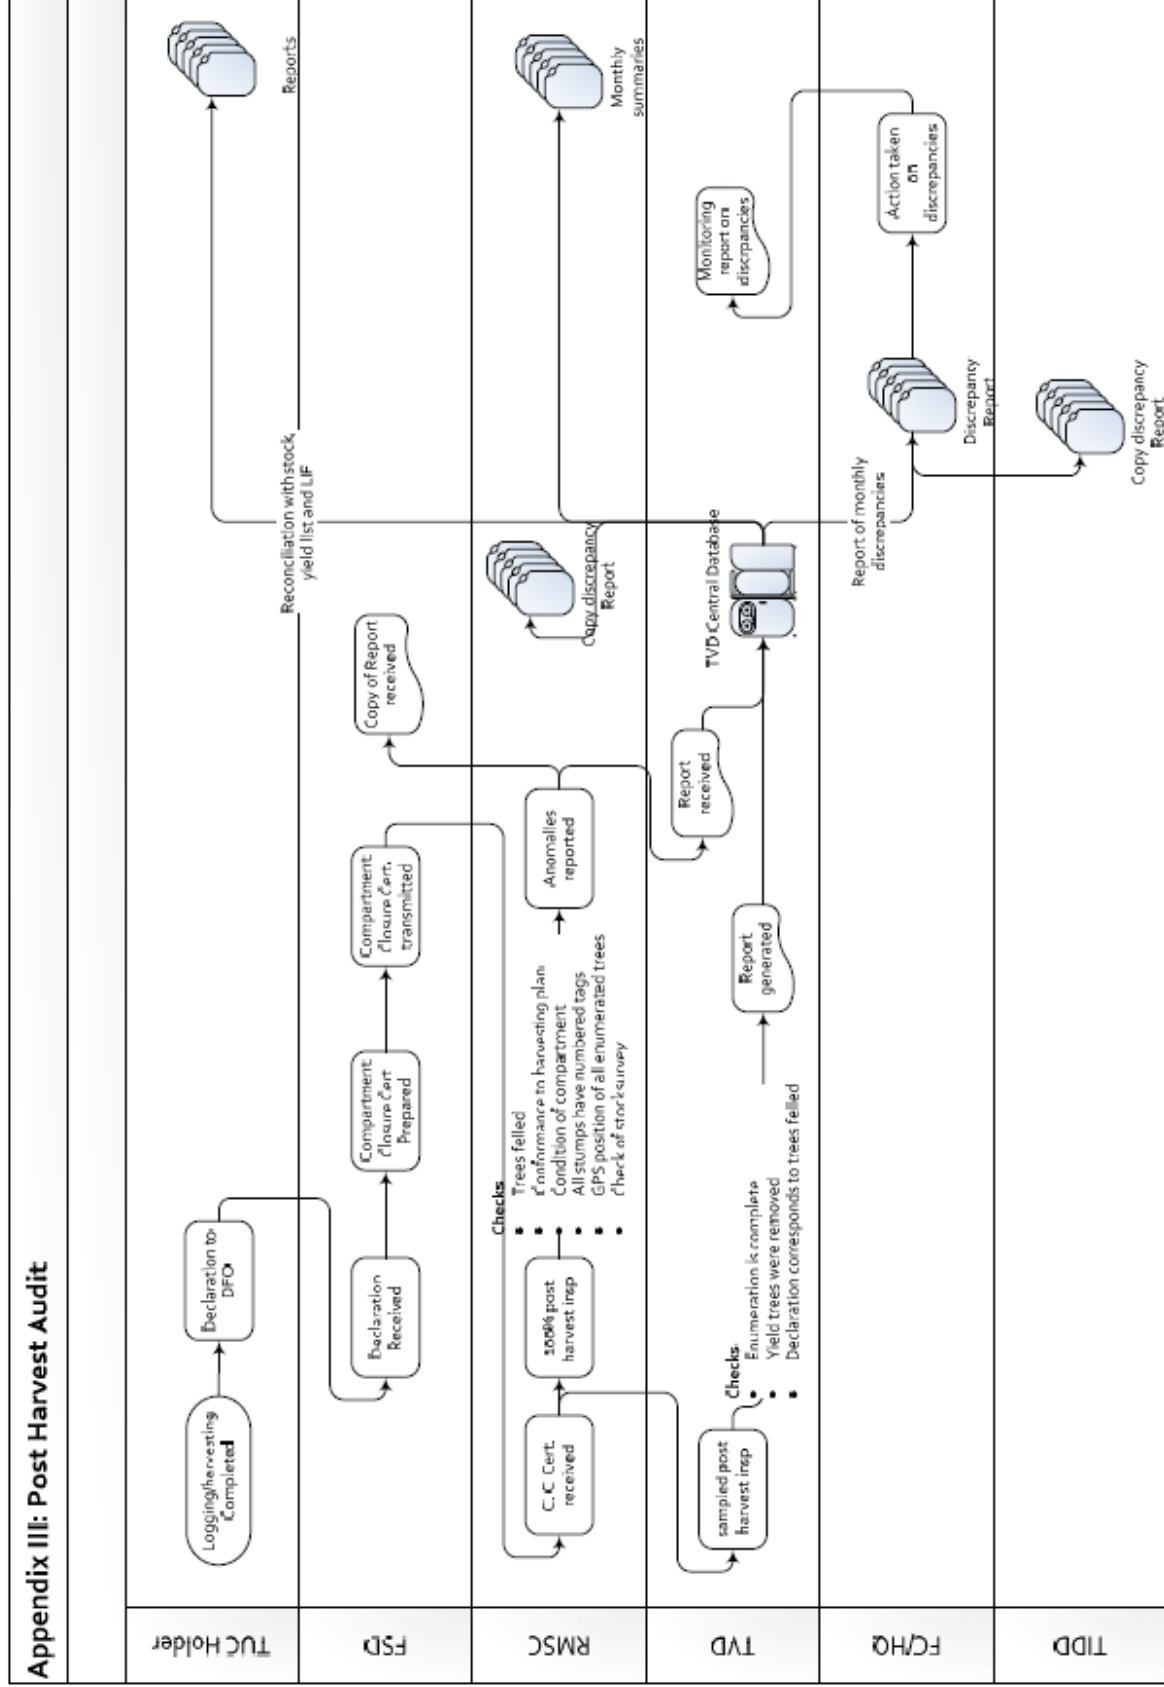 Appendix III: Post Harvest Audit
TUC Holder
Logging/harvesting
Completed
Declaration to
DFO
Reconciliation withstock,
yield list and LIF
Reports
FSD
Declaration
Received
Compartment
Closure Cert
Prepared
Compartment
Closure Cert.
transmitted
Copy of Report
received
RMSC
C.C Cert.
received
100% post
harvest insp
Checks
• Trees felled
• Conformance to harvesting plan
• Condition of compartment
• All stumps have numbered tags
• GPS position of all enumerated trees
• Check of stock survey
Anomalies
reported
Copy discrepancy
Report
Monthly
summaries
TVD
sampled post
harvest insp
Checks
• Enumeration is complete
• Yield trees were removed
• Declaration corresponds to trees felled
Report
generated
Report
received
TVD Central Database
Monitoring
report on
discrpancies
FC/HQ
Report of monthly
discrepancies
Discrepancy
Report
Action taken
on
discrepancies
TIDD
Copy discrepancy
Report